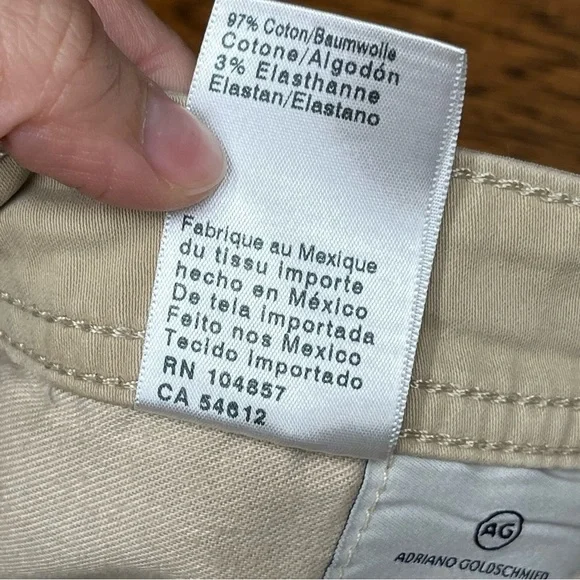 97% Coton/Baumwolle
Cotone/Algodón
3% Elasthanne
Elastan/Elastano
Fabrique au Mexique
du tissu importe
hecho en México
De tela importada
Feito nos Mexico
Tecido importado
RN 104857
CA 54612
AG
ADRIANO GOLDSCHMIED